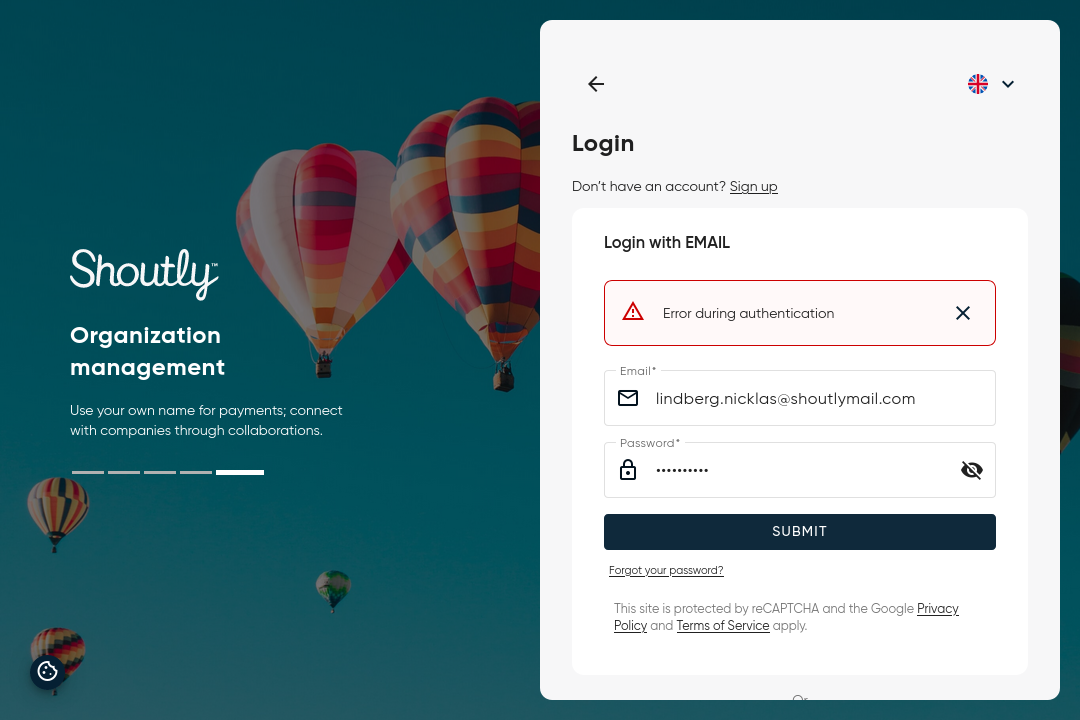 Shoutly™
Organization
management
Use your own name for payments; connect
with companies through collaborations.
Login
Don't have an account? Sign up
Login with EMAIL
Error during authentication
Email*
lindberg.nicklas@shoutlymail.com
Password*
••••••••••
SUBMIT
Forgot your password?
This site is protected by reCAPTCHA and the Google Privacy
Policy and Terms of Service apply.
Or